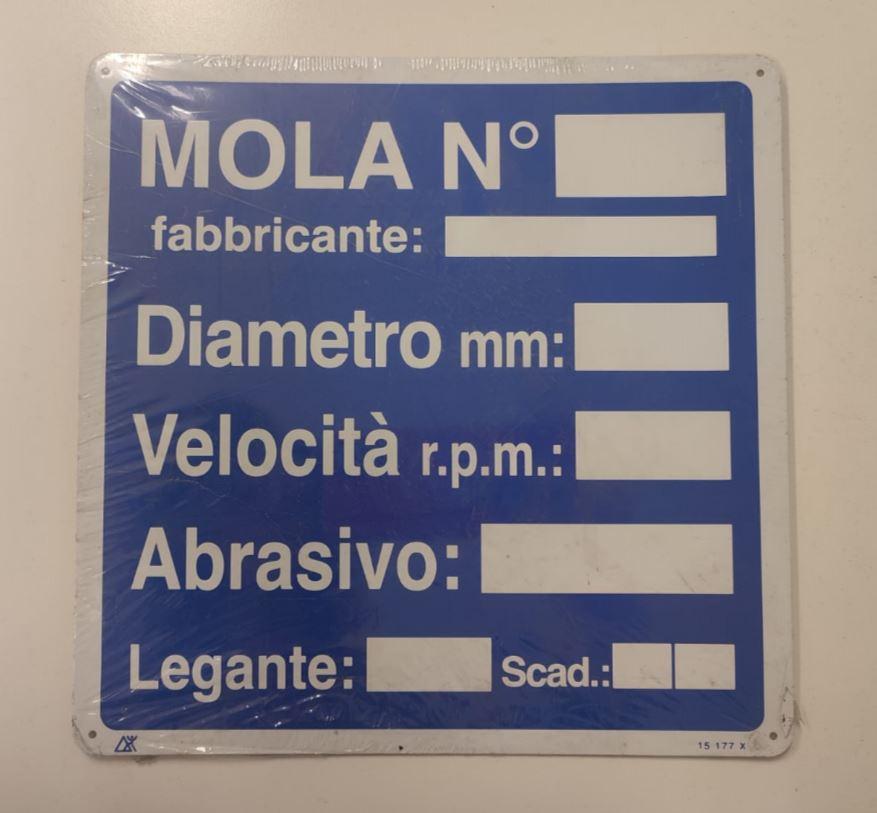 MOLA N°
fabbricante:
Diametro mm:
Velocità r.p.m.:
Abrasivo:
Legante: Scad.:
15 177 X